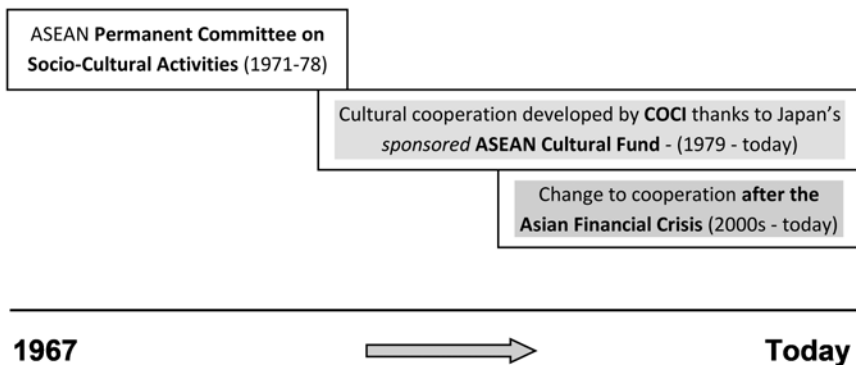 ASEAN Permanent Committee on
Socio-Cultural Activities (1971-78)
Cultural cooperation developed by COCI thanks to Japan’s
sponsored ASEAN Cultural Fund - (1979 - today)
Change to cooperation after the
Asian Financial Crisis (2000s - today)
1967
Today